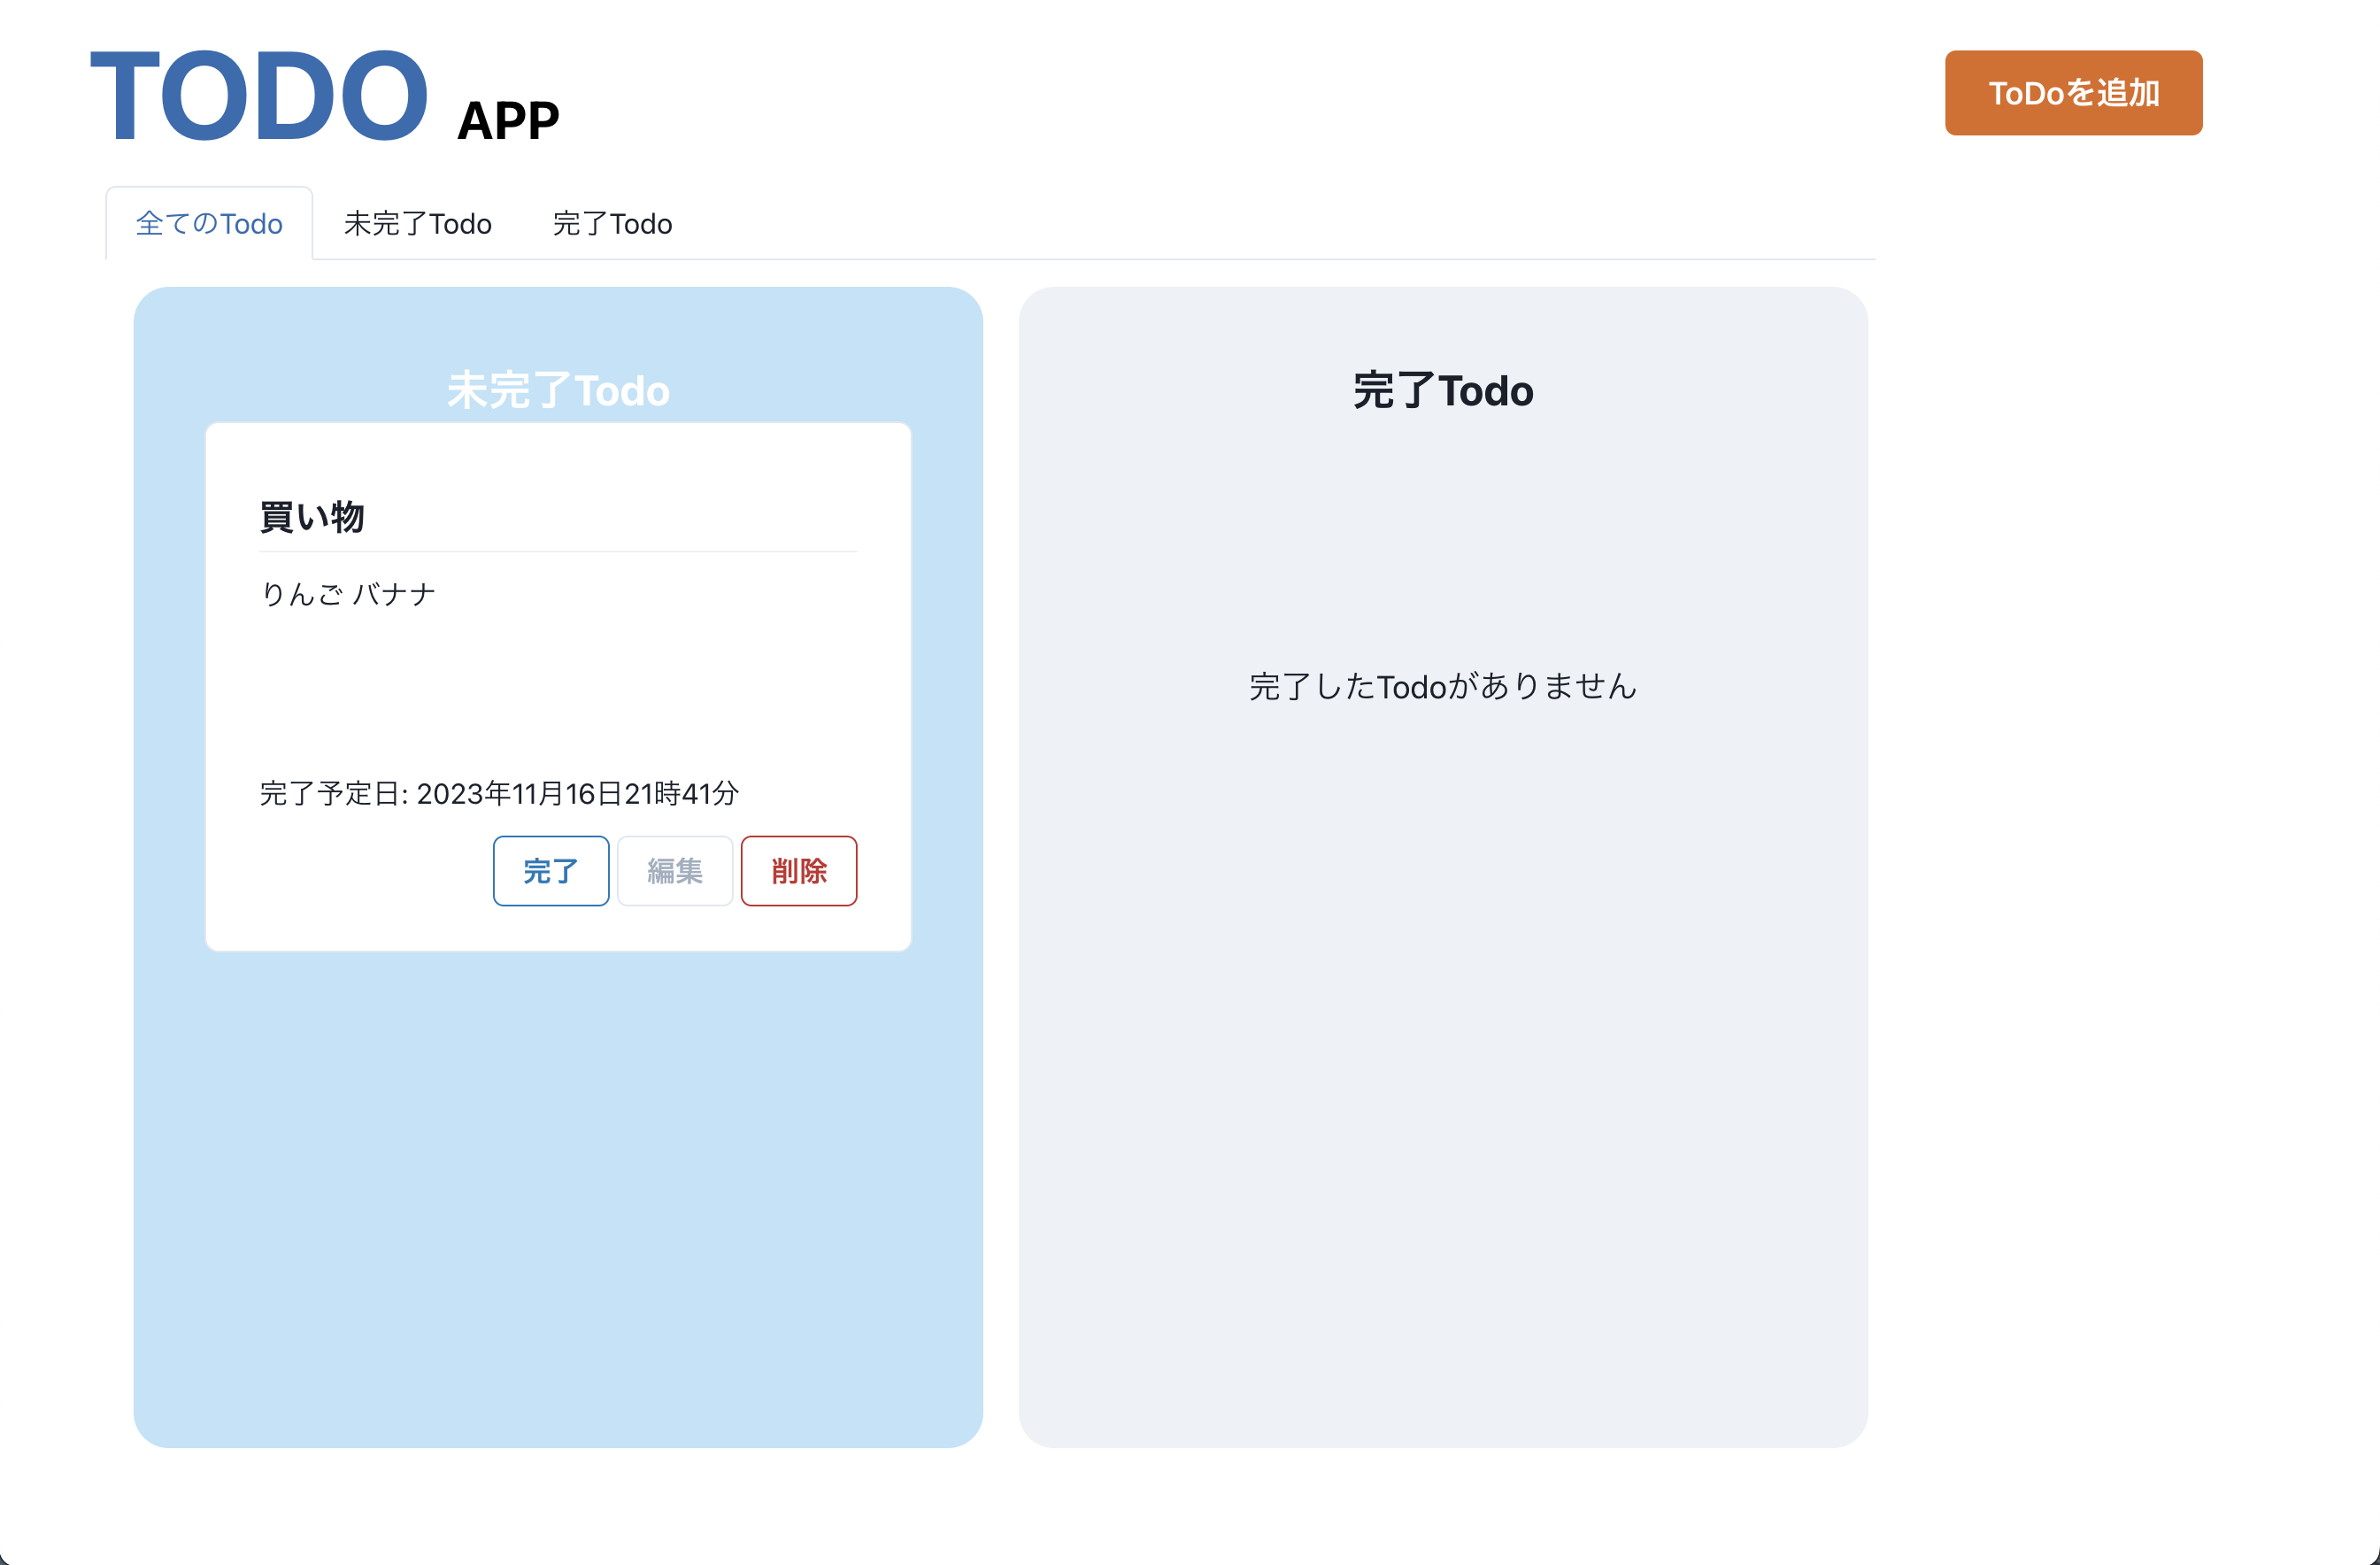 TODO APP
ToDoを追加
全てのTodo 未完了Todo 完了Todo
未完了Todo
買い物
りんご バナナ
完了予定日: 2023年11月16日21時41分
完了 編集 削除
完了Todo
完了したTodoがありません